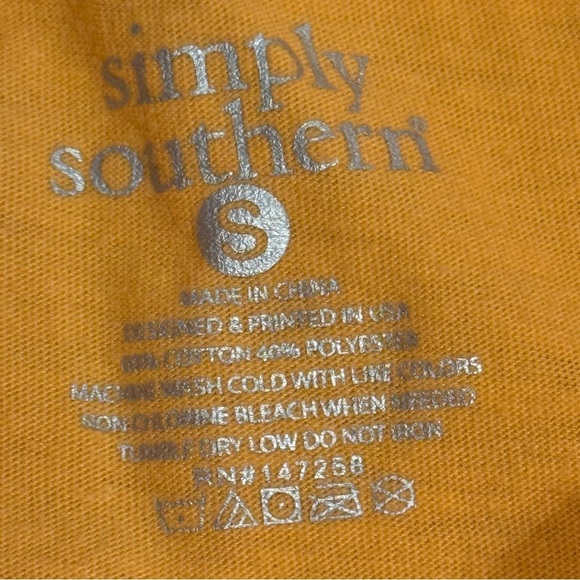 simply
southern®
S
MADE IN CHINA
DESIGNED & PRINTED IN USA
COTTON 40% POLYESTER
MACHINE WASH COLD WITH LIKE COLORS
NON CHLORINE BLEACH WHEN NEEDED
TUMBLE DRY LOW DO NOT IRON
RN#147258